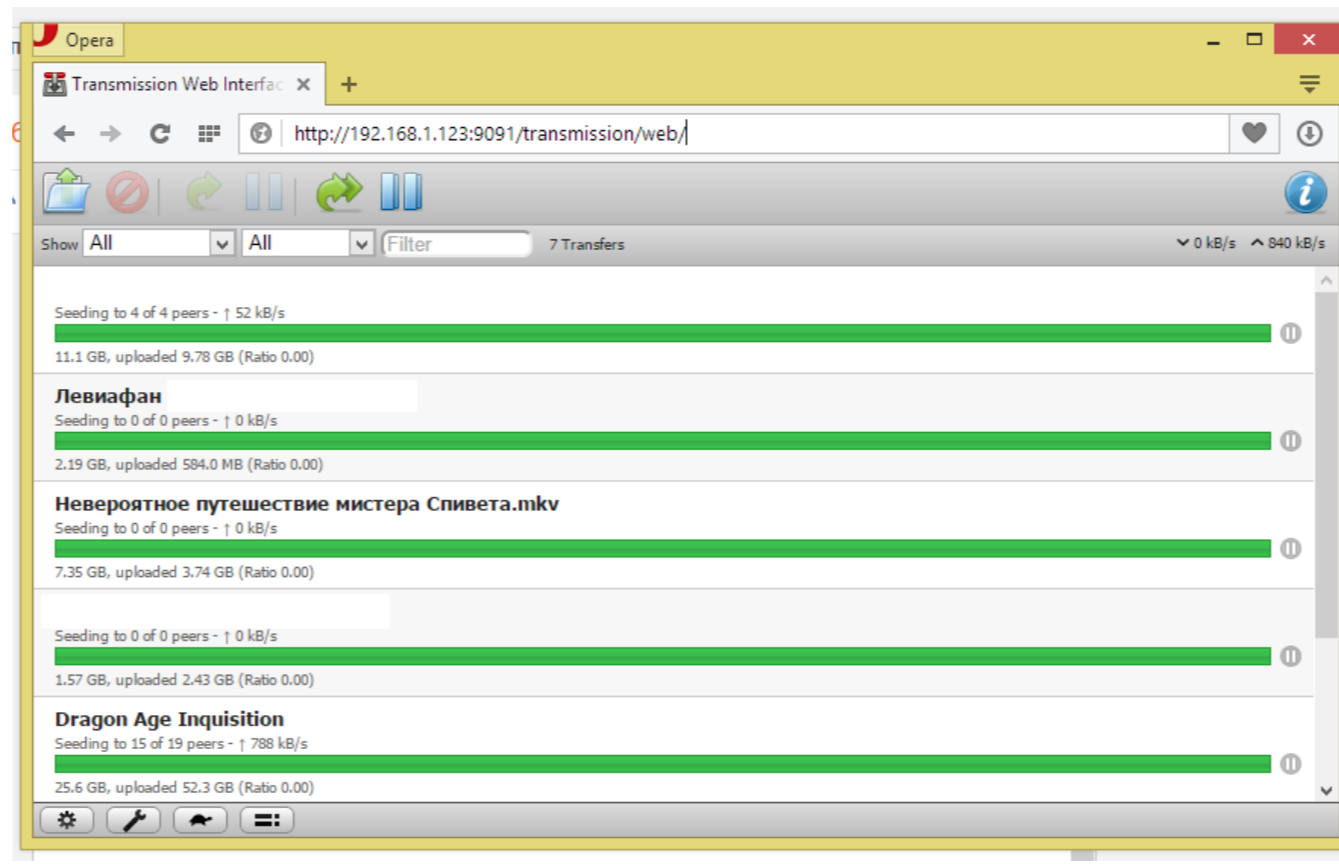 Opera
Transmission Web Interfac
http://192.168.1.123:9091/transmission/web/
Show All All Filter 7 Transfers 0 kB/s 840 kB/s
Seeding to 4 of 4 peers - ↑ 52 kB/s
11.1 GB, uploaded 9.78 GB (Ratio 0.00)
Левиафан
Seeding to 0 of 0 peers - ↑ 0 kB/s
2.19 GB, uploaded 584.0 MB (Ratio 0.00)
Невероятное путешествие мистера Спивета.mkv
Seeding to 0 of 0 peers - ↑ 0 kB/s
7.35 GB, uploaded 3.74 GB (Ratio 0.00)
Seeding to 0 of 0 peers - ↑ 0 kB/s
1.57 GB, uploaded 2.43 GB (Ratio 0.00)
Dragon Age Inquisition
Seeding to 15 of 19 peers - ↑ 788 kB/s
25.6 GB, uploaded 52.3 GB (Ratio 0.00)